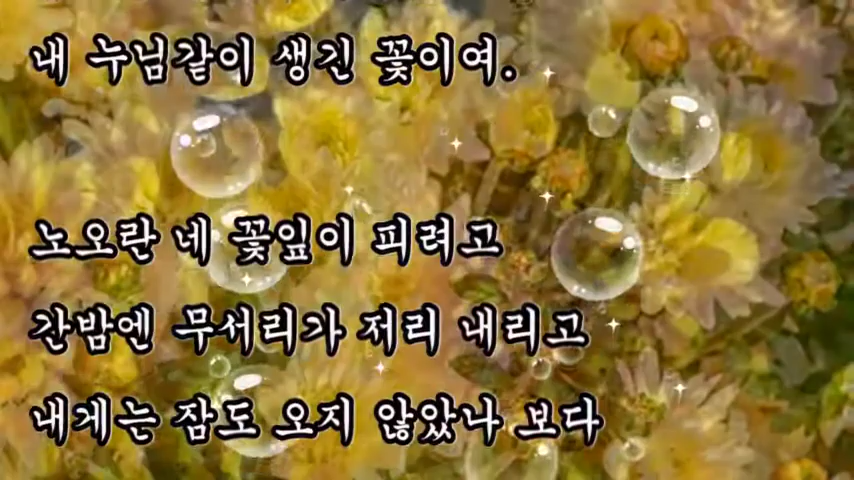 내 누님같이 생긴 꽃이여.
노오란 네 꽃잎이 피려고
간밤엔 무서리가 저리 내리고
내게는 잠도 오지 않았나 보다